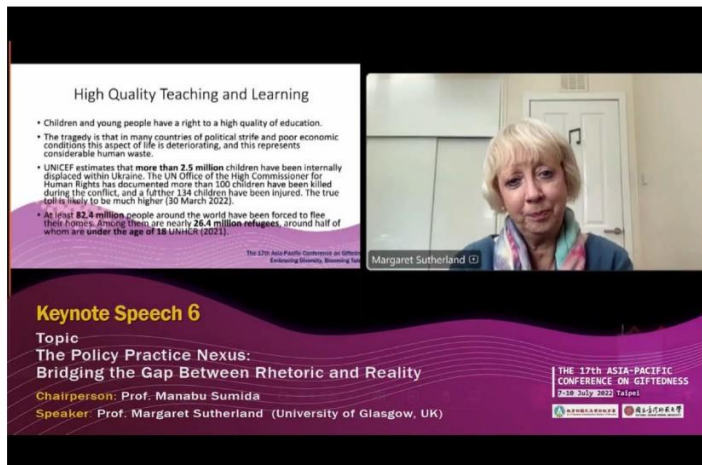 High Quality Teaching and Learning
• Children and young people have a right to a high quality of education.
• The tragedy is that in many countries of political strife and poor economic
conditions this aspect of life is deteriorating, and this represents
considerable human waste.
• UNICEF estimates that more than 2.5 million children have been internally
displaced within Ukraine. The UN Office of the High Commissioner for
Human Rights has documented more than 100 children have been killed
during the conflict, and a further 134 children have been injured. The true
toll is likely to be much higher (30 March 2022).
• At least 82.4 million people around the world have been forced to flee
their homes. Among them are nearly 26.4 million refugees, around half of
whom are under the age of 18 UNHCR (2021).
The 17th Asia-Pacific Conference on Gifted
Embracing Diversity, Blooming Tale
Margaret Sutherland
Keynote Speech 6
Topic
The Policy Practice Nexus:
Bridging the Gap Between Rhetoric and Reality
Chairperson: Prof. Manabu Sumida
Speaker: Prof. Margaret Sutherland (University of Glasgow, UK)
THE 17th ASIA-PACIFIC
CONFERENCE ON GIFTEDNESS
7-10 July 2022 Taipei